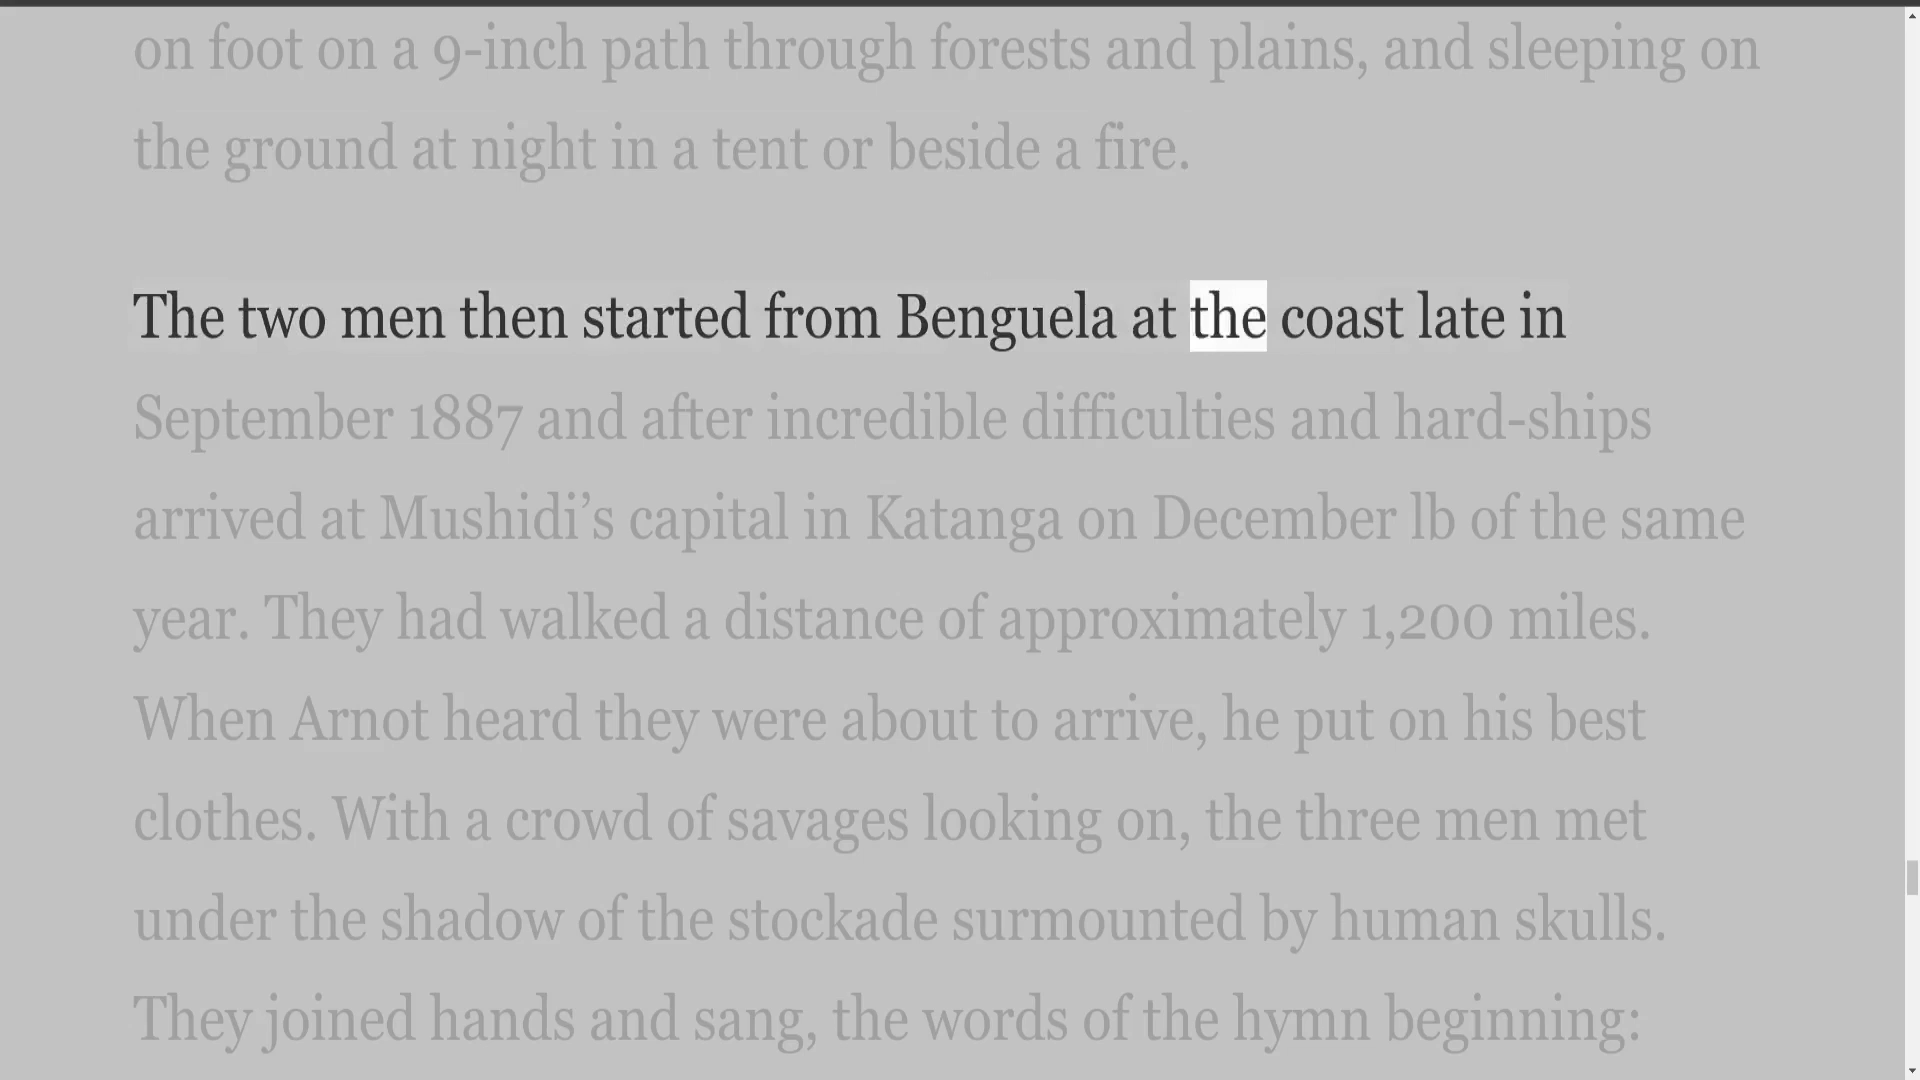 on foot on a 9-inch path through forests and plains, and sleeping on
the ground at night in a tent or beside a fire.
The two men then started from Benguela at the coast late in
September 1887 and after incredible difficulties and hard-ships
arrived at Mushidi’s capital in Katanga on December lb of the same
year. They had walked a distance of approximately 1,200 miles.
When Arnot heard they were about to arrive, he put on his best
clothes. With a crowd of savages looking on, the three men met
under the shadow of the stockade surmounted by human skulls.
They joined hands and sang, the words of the hymn beginning: